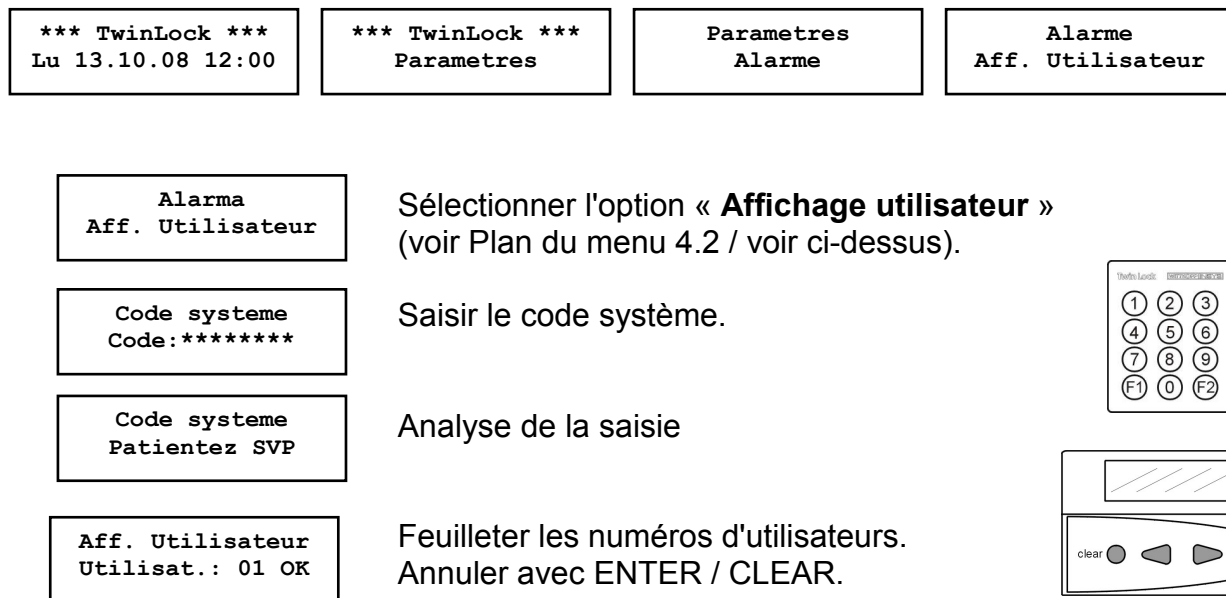 *** TwinLock ***
Lu 13.10.08 12:00
*** TwinLock ***
Parametres
Parametres
Alarme
Alarme
Aff. Utilisateur
Alarma
Aff. Utilisateur
Sélectionner l'option « Affichage utilisateur »
(voir Plan du menu 4.2 / voir ci-dessus).
Code systeme
Code:********
Saisir le code système.
TwinLock
1 2 3
4 5 6
7 8 9
F1 0 F2
Code systeme
Patientez SVP
Analyse de la saisie
Aff. Utilisateur
Utilisat.: 01 OK
Feuilleter les numéros d'utilisateurs.
Annuler avec ENTER / CLEAR.
clear